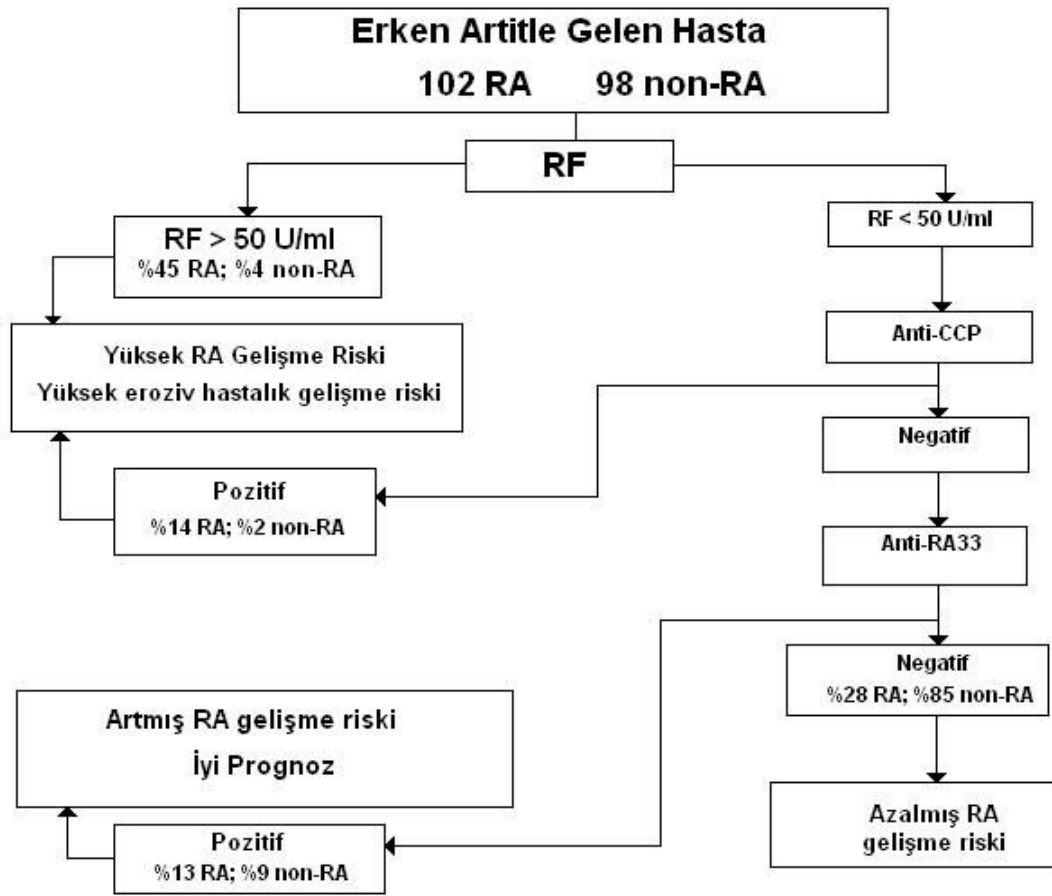 Erken Artitle Gelen Hasta
102 RA 98 non-RA
RF
RF > 50 U/ml
%45 RA; %4 non-RA
RF < 50 U/ml
Yüksek RA Gelişme Riski
Yüksek eroziv hastalık gelişme riski
Anti-CCP
Negatif
Pozitif
%14 RA; %2 non-RA
Anti-RA33
Negatif
%28 RA; %85 non-RA
Artmış RA gelişme riski
İyi Prognoz
Pozitif
%13 RA; %9 non-RA
Azalmış RA
gelişme riski